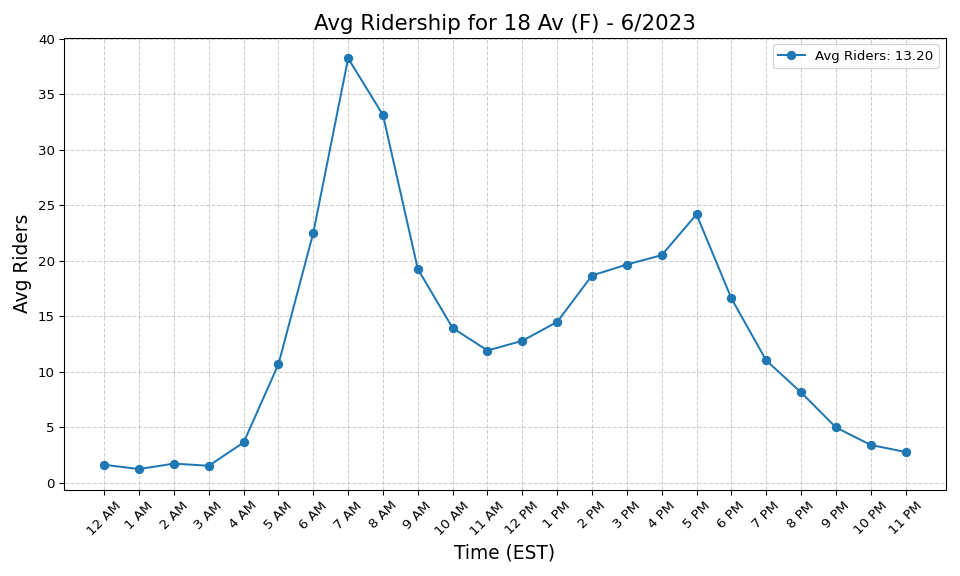 Avg Ridership for 18 Av (F) - 6/2023
Avg Riders: 13.20
Avg Riders
40
35
30
25
20
15
10
5
0
12 AM
1 AM
2 AM
3 AM
4 AM
5 AM
6 AM
7 AM
8 AM
9 AM
10 AM
11 AM
12 PM
1 PM
2 PM
3 PM
4 PM
5 PM
6 PM
7 PM
8 PM
9 PM
10 PM
11 PM
Time (EST)